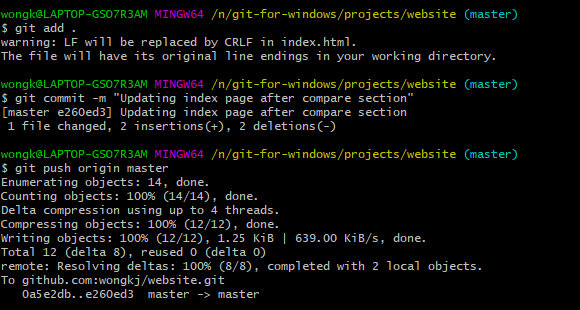 wongk@LAPTOP-GSO7R3AM MINGW64 /n/git-for-windows/projects/website (master)
$ git add .
warning: LF will be replaced by CRLF in index.html.
The file will have its original line endings in your working directory.
wongk@LAPTOP-GSO7R3AM MINGW64 /n/git-for-windows/projects/website (master)
$ git commit -m "Updating index page after compare section"
[master e260ed3] Updating index page after compare section
 1 file changed, 2 insertions(+), 2 deletions(-)
wongk@LAPTOP-GSO7R3AM MINGW64 /n/git-for-windows/projects/website (master)
$ git push origin master
Enumerating objects: 14, done.
Counting objects: 100% (14/14), done.
Delta compression using up to 4 threads.
Compressing objects: 100% (12/12), done.
Writing objects: 100% (12/12), 1.25 KiB | 639.00 KiB/s, done.
Total 12 (delta 8), reused 0 (delta 0)
remote: Resolving deltas: 100% (8/8), completed with 2 local objects.
To github.com:wongkj/website.git
   0a5e2db..e260ed3  master -> master